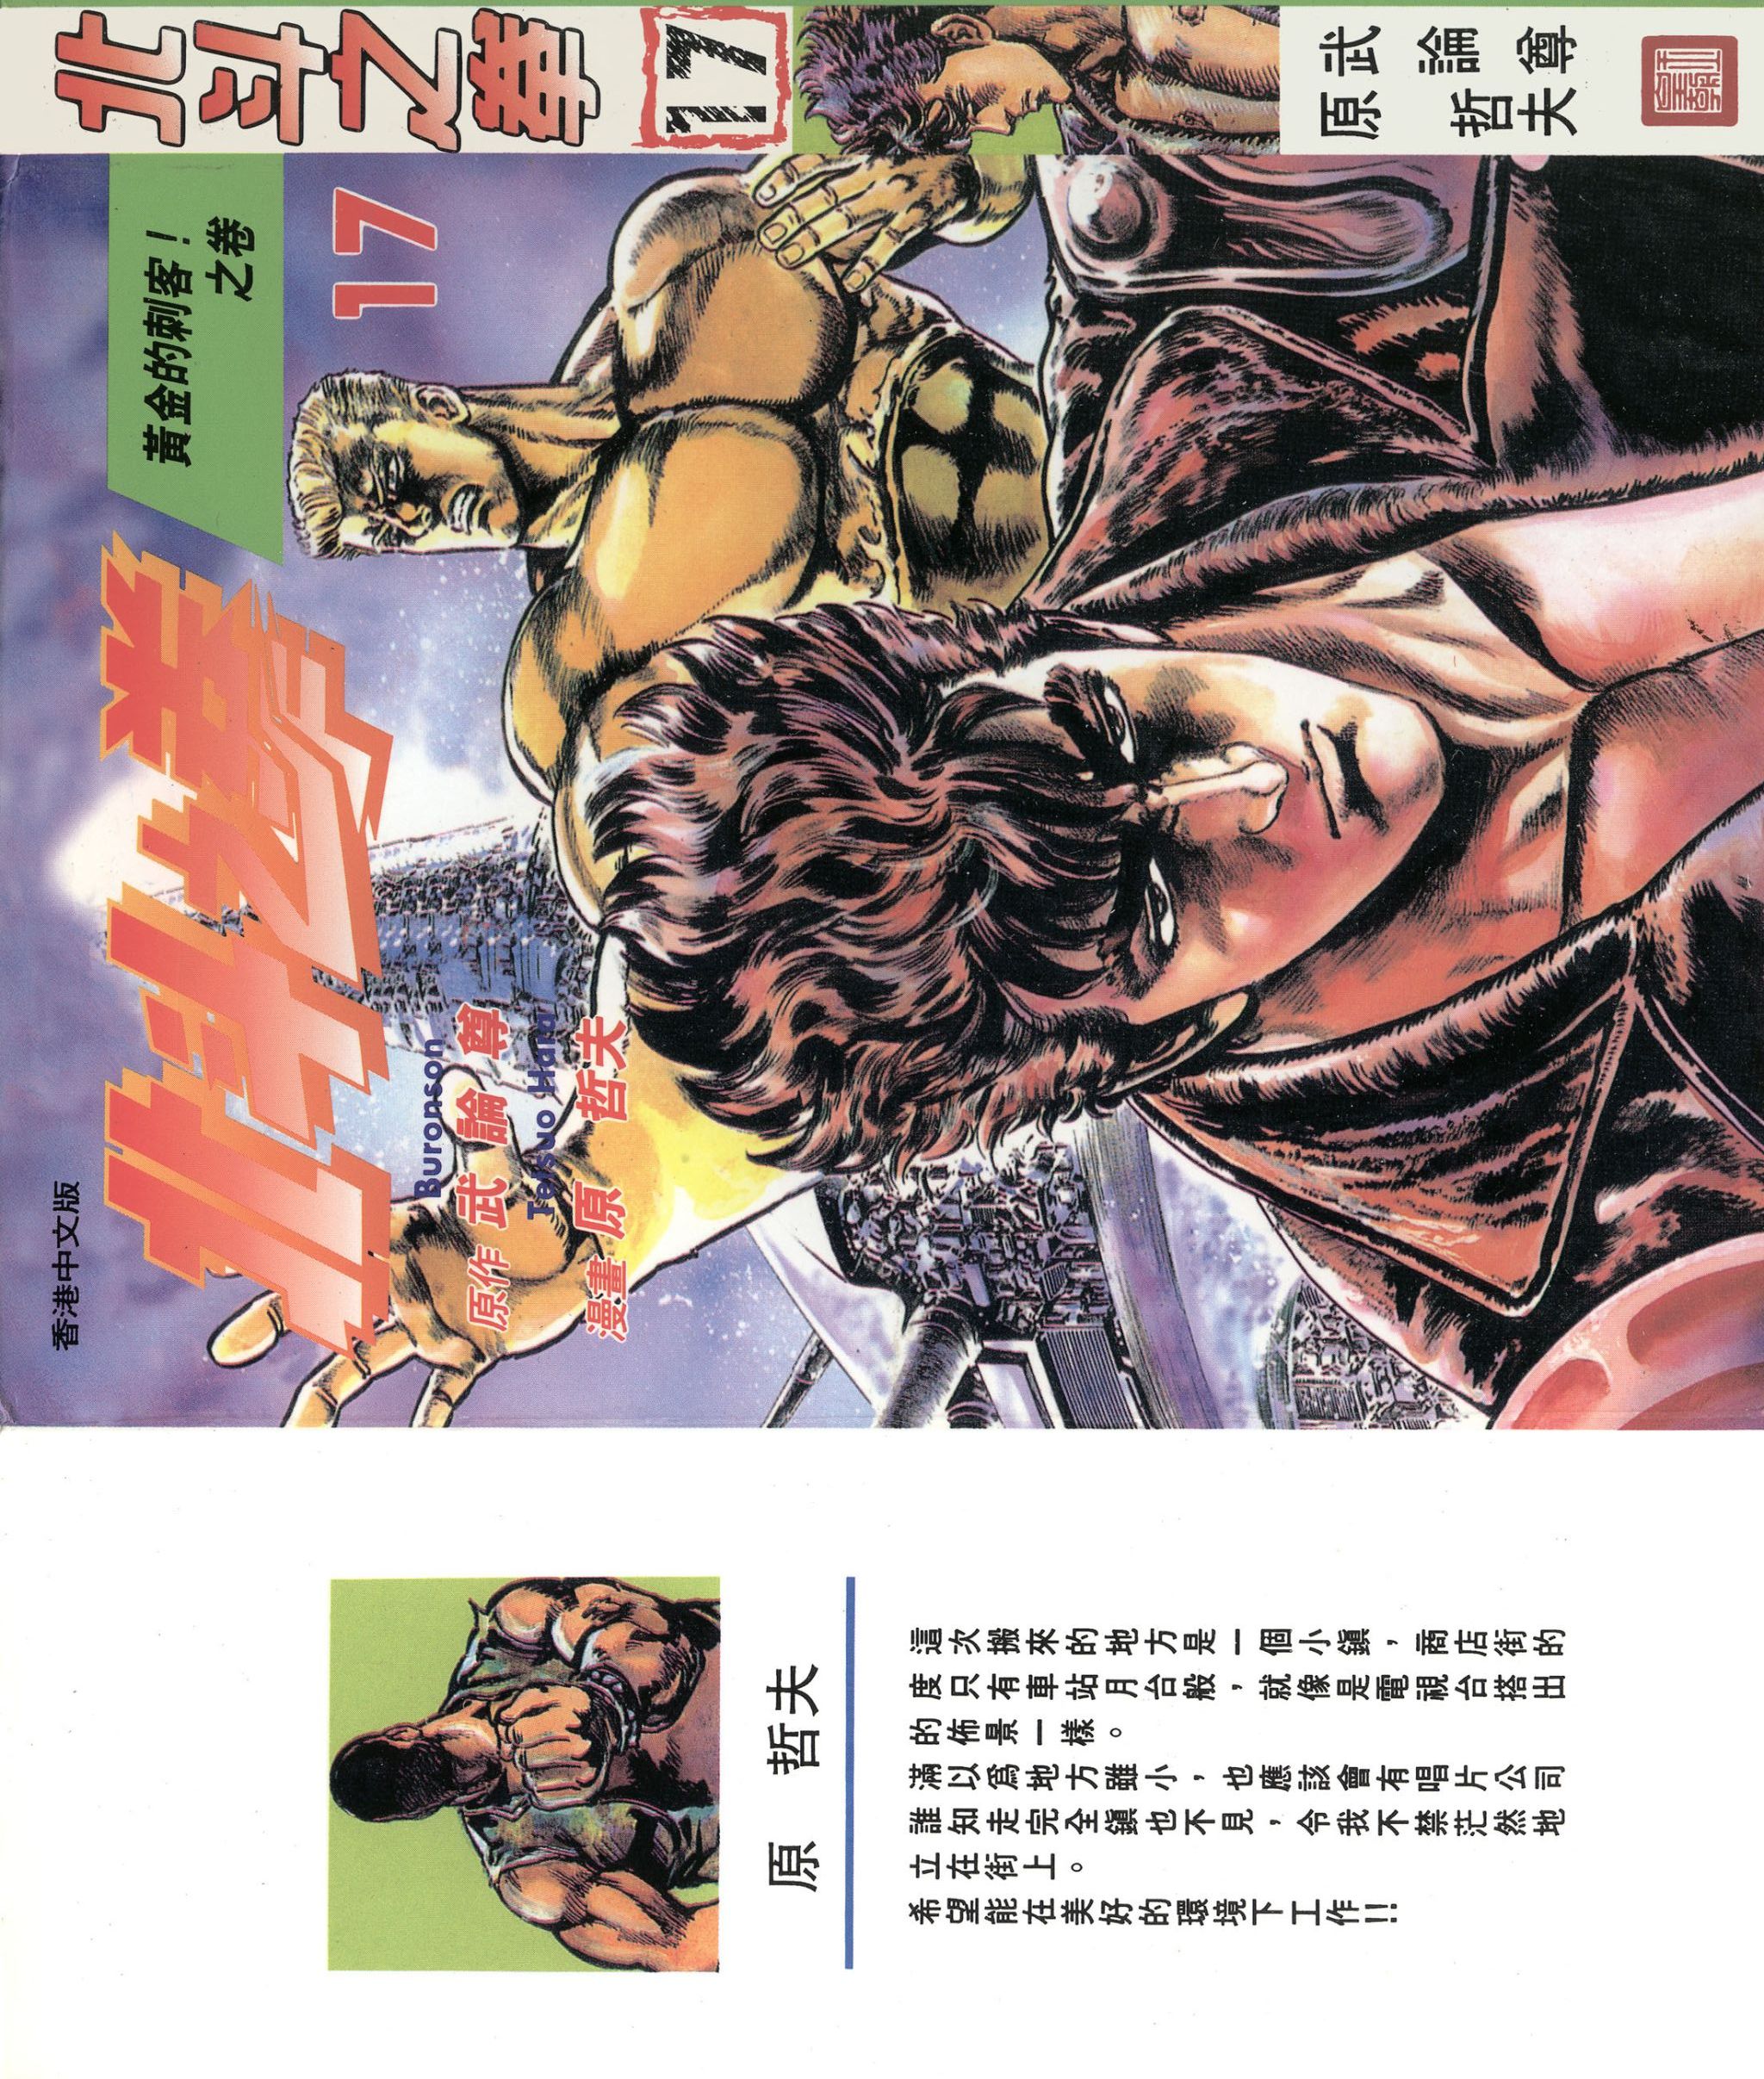 北斗之拳
17
武論尊
原哲夫
香港中文版
北斗之拳
黃金的刺客！
之卷
17
Buronson
原作 武論尊
Tetsuo Hara
漫畫 原哲夫
原 哲夫
這次搬來的地方是一個小鎮，商店街的
度只有車站月台般，就像是電視台搭出
的佈景一樣。
滿以爲地方雖小，也應該會有唱片公司
誰知走完全鎭也不見，令我不禁茫然地
立在街上。
希望能在美好的環境下工作!!